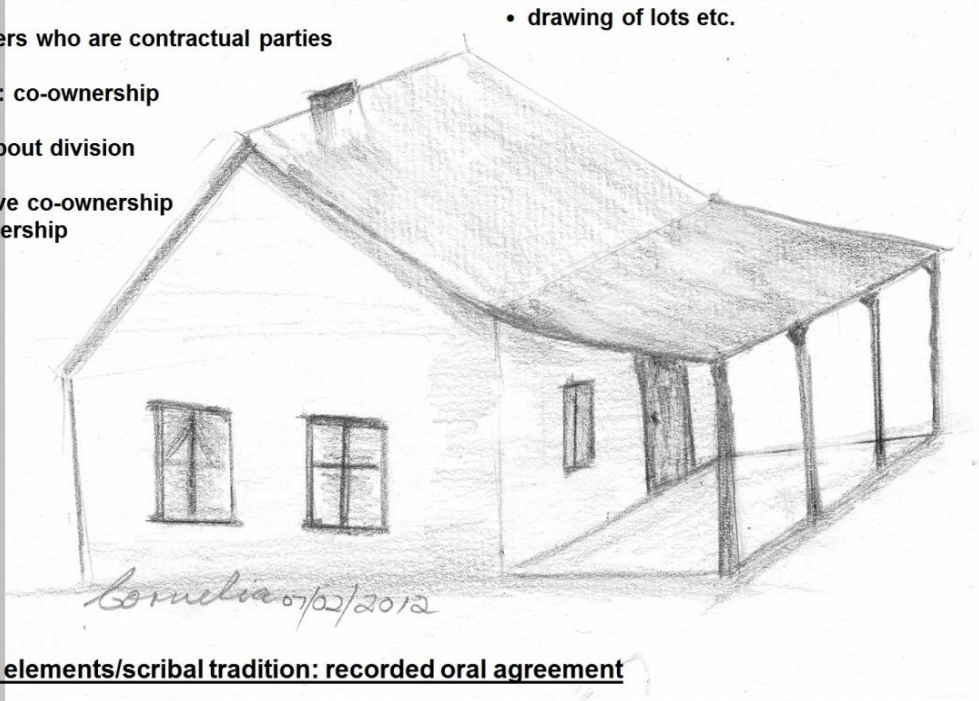 ers who are contractual parties
: co-ownership
bout division
ve co-ownership
ership
• drawing of lots etc.
Cornelia 07/02/2012
elements/scribal tradition: recorded oral agreement